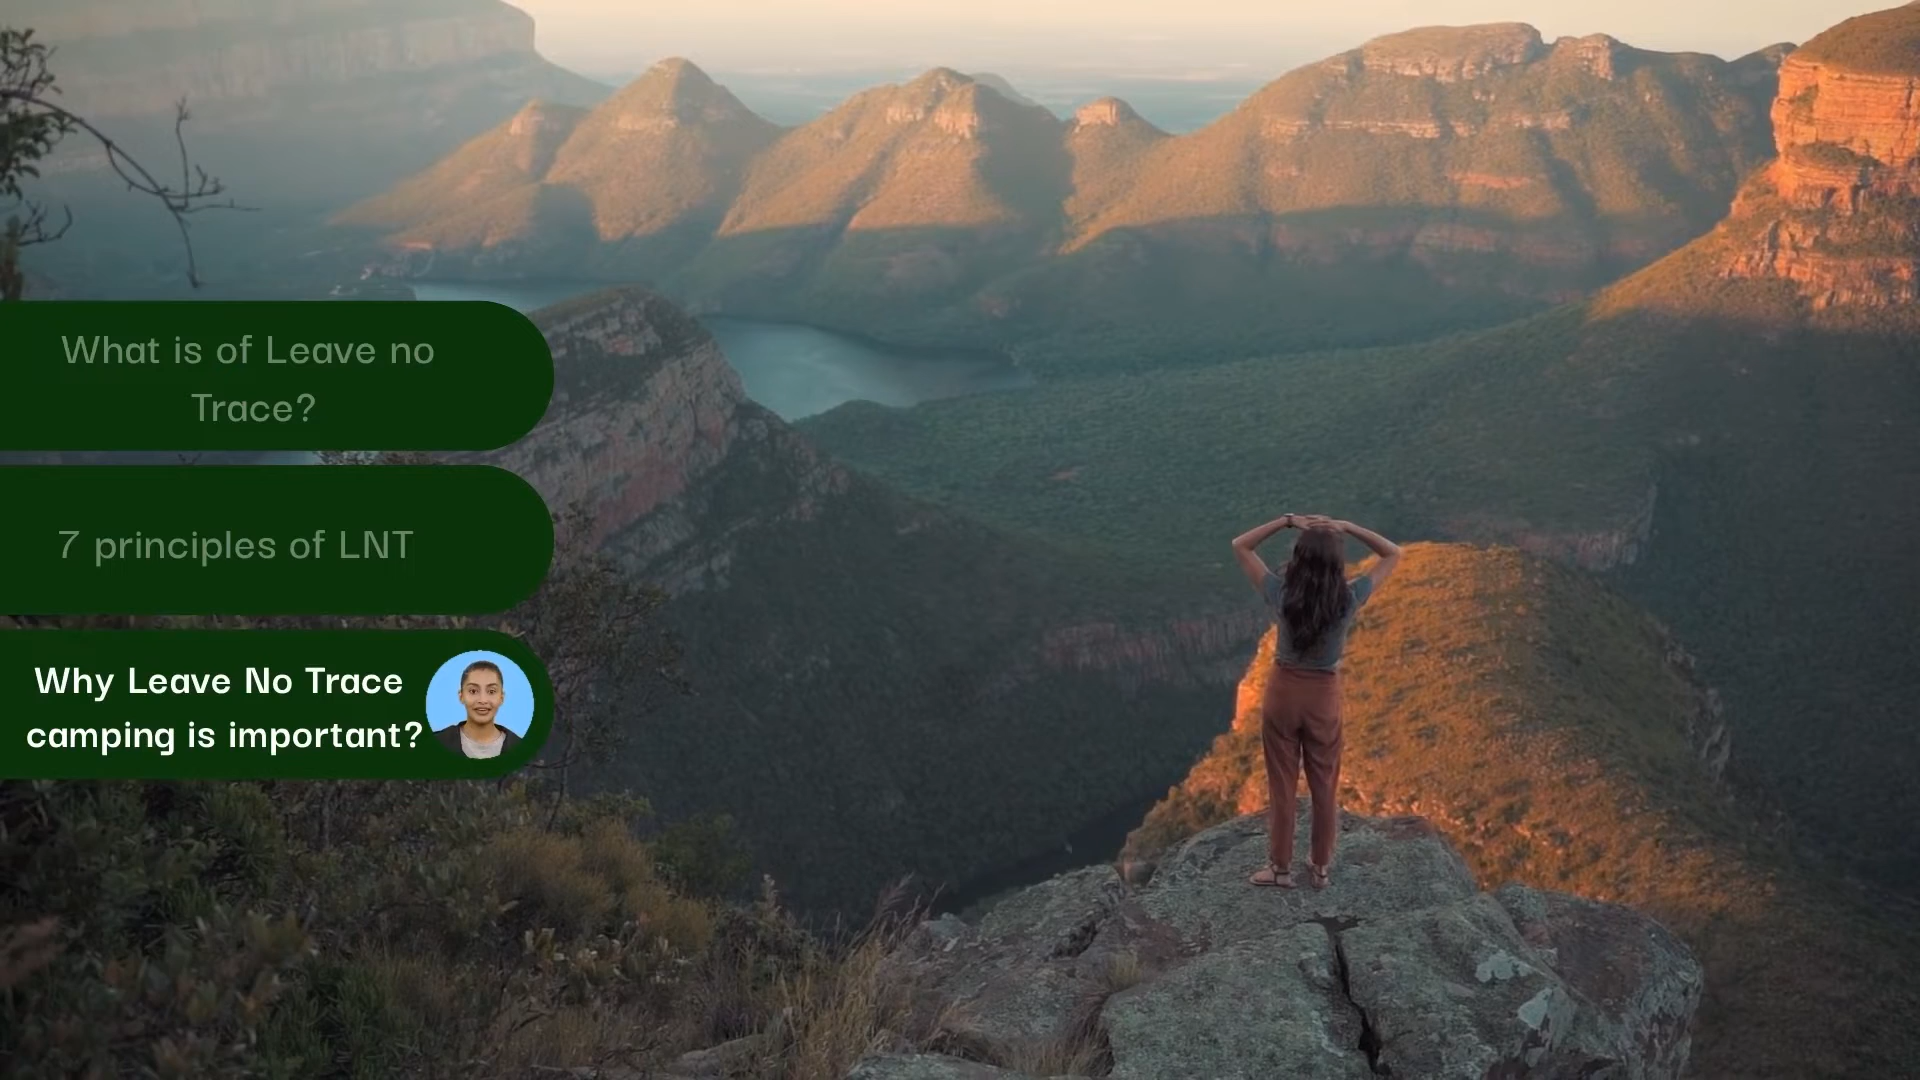 What is of Leave no
Trace?
7 principles of LNT
Why Leave No Trace
camping is important?